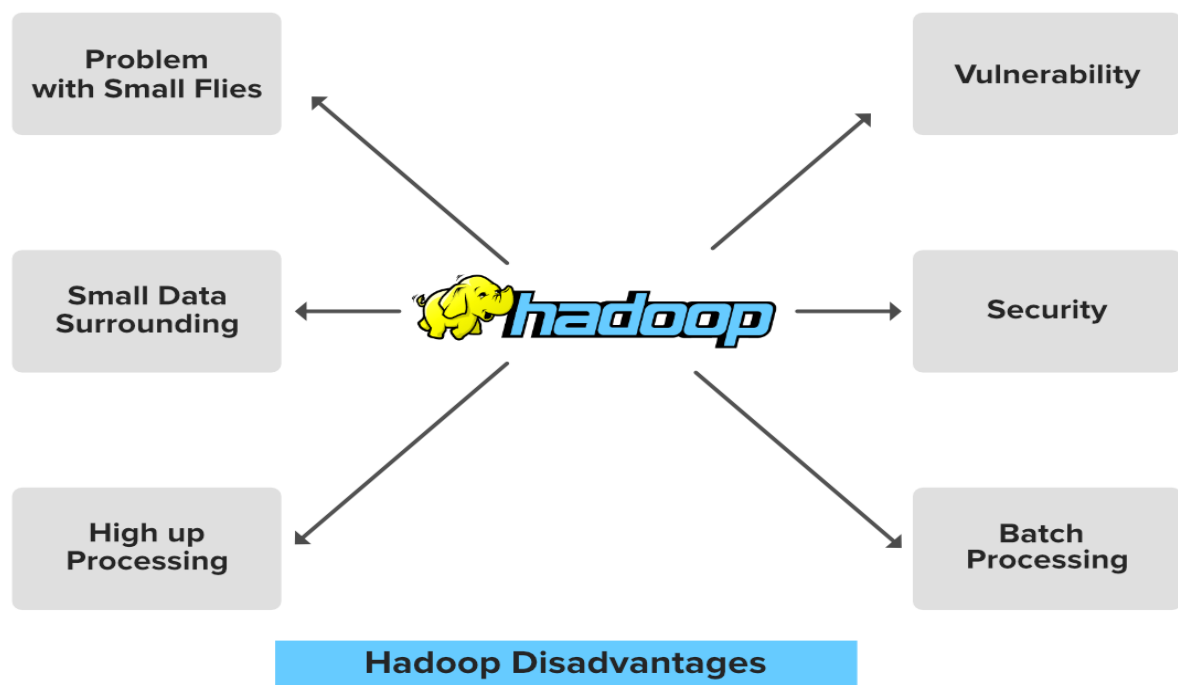 Problem
with Small Flies
Vulnerability
Small Data
Surrounding
hadoop
Security
High up
Processing
Batch
Processing
Hadoop Disadvantages